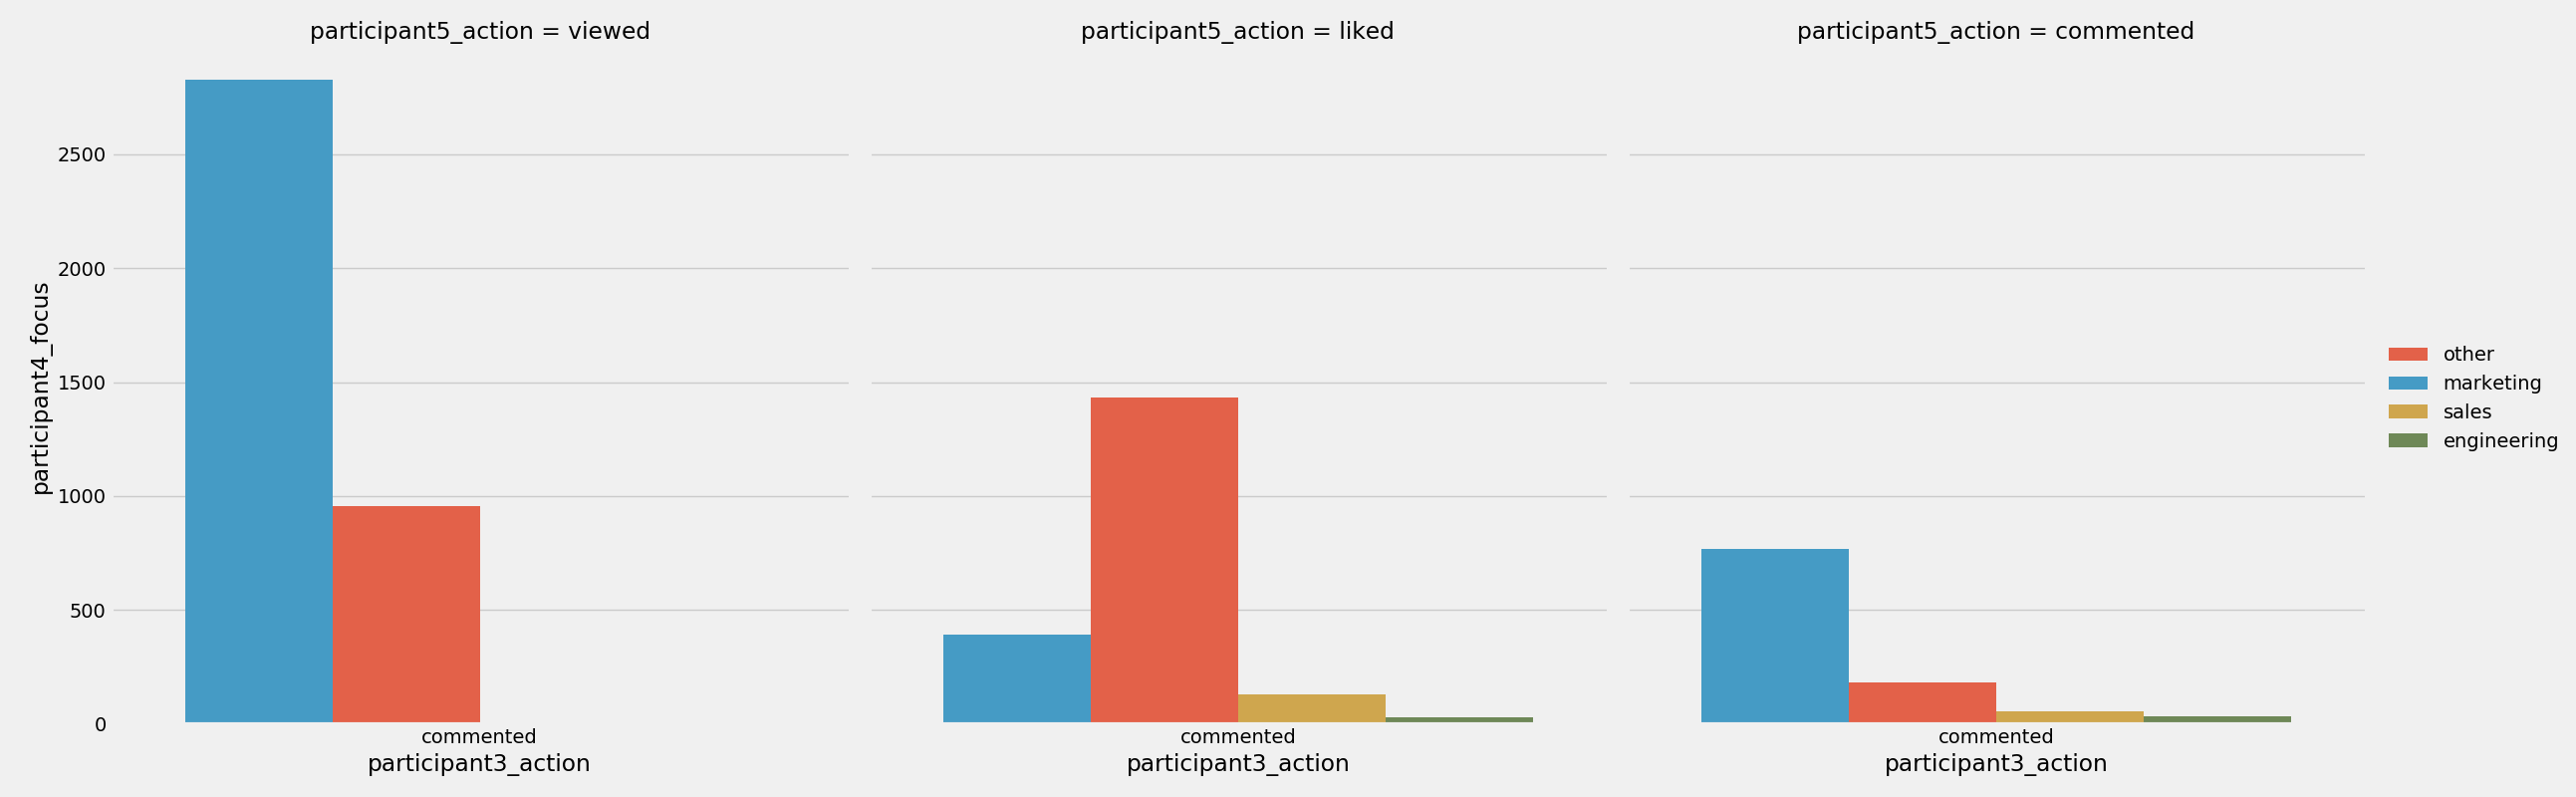 participant5_action = viewed
participant5_action = liked
participant5_action = commented
participant4_focus
2500
2000
1500
1000
500
0
commented
commented
commented
participant3_action
participant3_action
participant3_action
other
marketing
sales
engineering